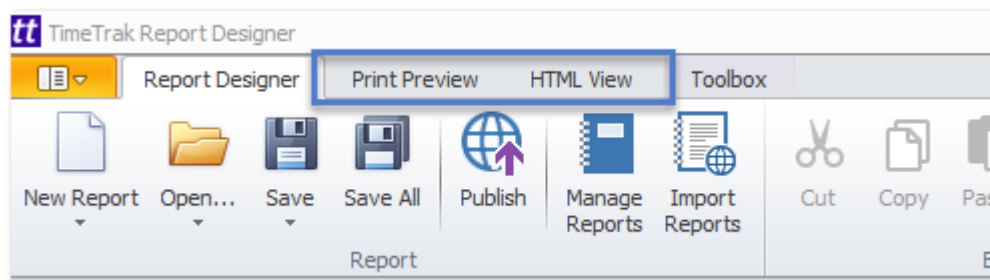 tt TimeTrak Report Designer
Report Designer Print Preview HTML View Toolbox
New Report Open... Save Save All Publish Manage Reports Import Reports Cut Copy
Report